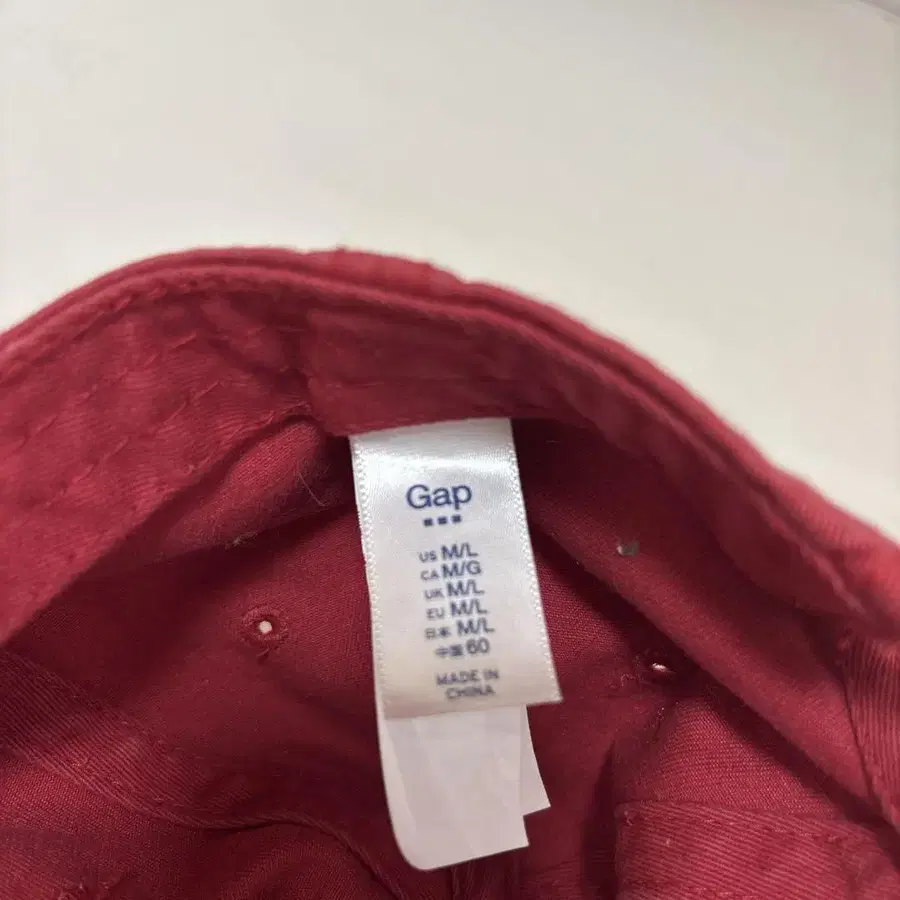 Gap
US M/L
CA M/G
UK M/L
EU M/L
日本 M/L
中国 60
MADE IN
CHINA